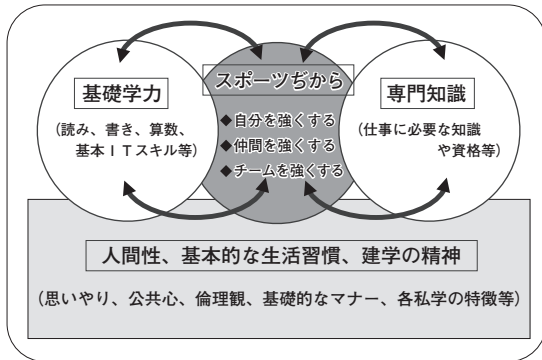 スポーツぢから
基礎学力
(読み、書き、算数、
基本ITスキル等)
◆自分を強くする
◆仲間を強くする
◆チームを強くする
専門知識
(仕事に必要な知識
や資格等)
人間性、基本的な生活習慣、建学の精神
(思いやり、公共心、倫理観、基礎的なマナー、各私学の特徴等)